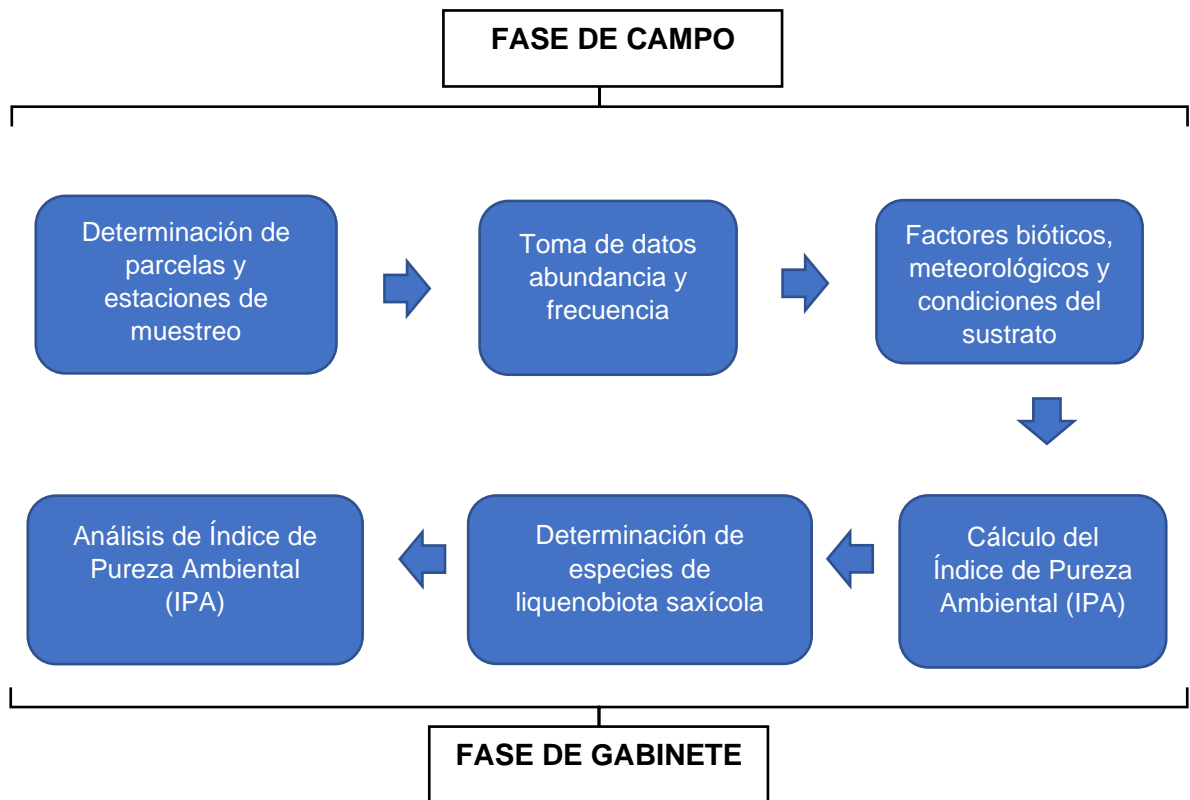 FASE DE CAMPO
Determinación de
parcelas y
estaciones de
muestreo
Toma de datos
abundancia y
frecuencia
Factores bióticos,
meteorológicos y
condiciones del
sustrato
Cálculo del
Índice de Pureza
Ambiental (IPA)
Determinación de
especies de
liquenobiota saxícola
Análisis de Índice de
Pureza Ambiental
(IPA)
FASE DE GABINETE